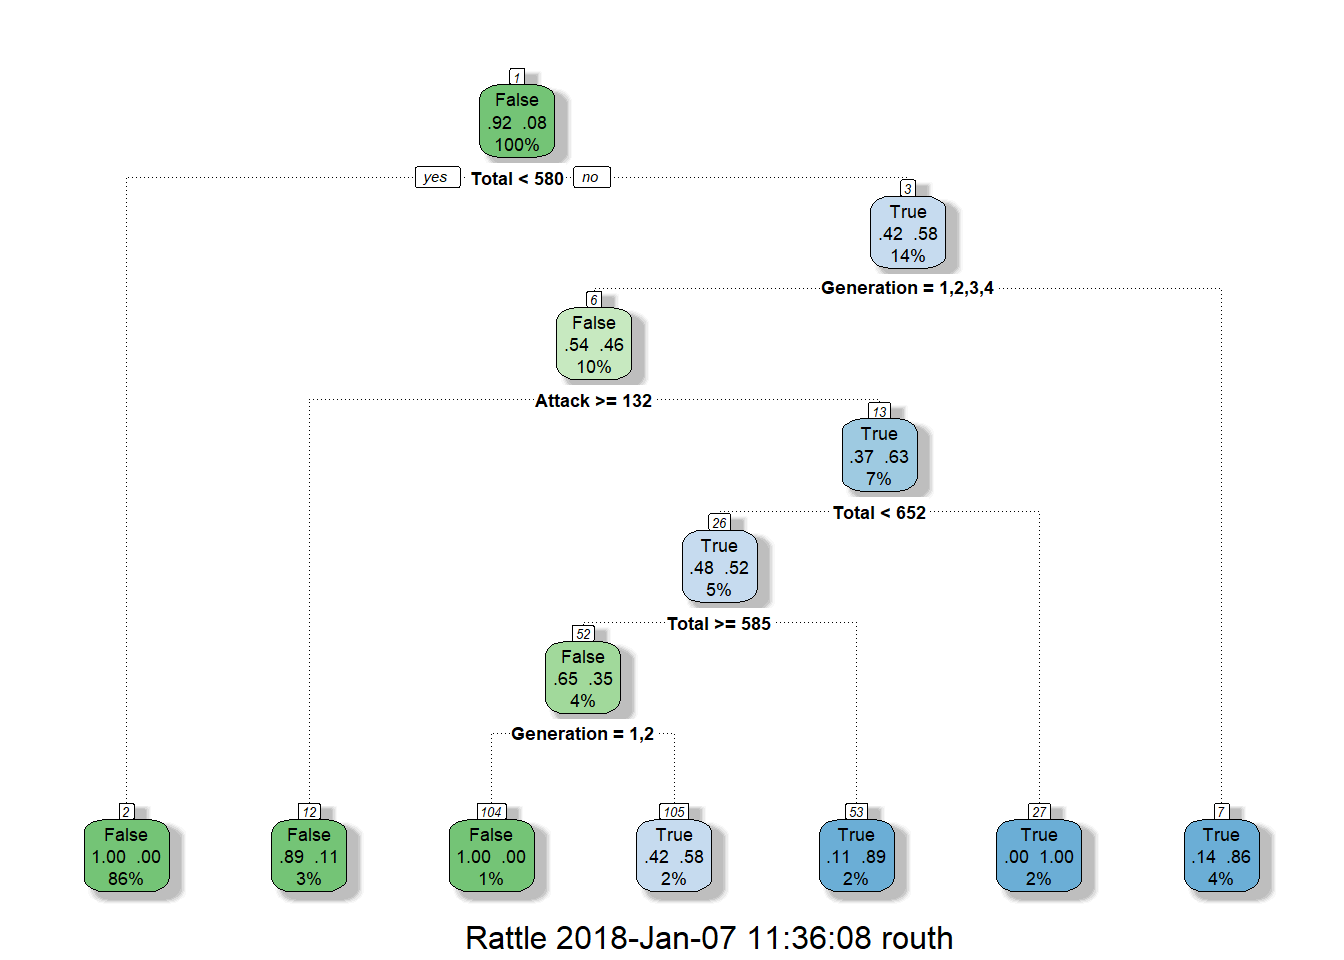 1
False
.92 .08
100%
yes Total < 580 no
3
True
.42 .58
14%
Generation = 1,2,3,4
6
False
.54 .46
10%
Attack >= 132
13
True
.37 .63
7%
Total < 652
26
True
.48 .52
5%
Total >= 585
52
False
.65 .35
4%
Generation = 1,2
2
False
1.00 .00
86%
12
False
.89 .11
3%
104
False
1.00 .00
1%
105
True
.42 .58
2%
53
True
.11 .89
2%
27
True
.00 1.00
2%
7
True
.14 .86
4%
Rattle 2018-Jan-07 11:36:08 routh